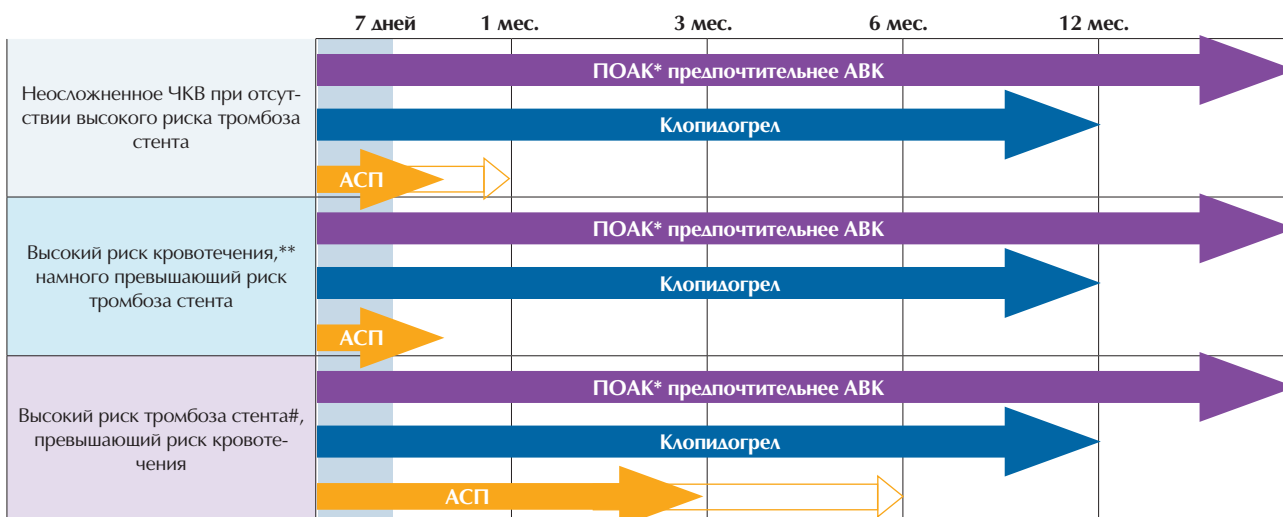 7 дней 1 мес. 3 мес. 6 мес. 12 мес.
Неосложненное ЧКВ при отсут-
ствии высокого риска тромбоза
стента
ПОАК* предпочтительнее АВК
Клопидогрел
АСП
Высокий риск кровотечения,**
намного превышающий риск
тромбоза стента
ПОАК* предпочтительнее АВК
Клопидогрел
АСП
Высокий риск тромбоза стента#,
превышающий риск кровоте-
чения
ПОАК* предпочтительнее АВК
Клопидогрел
АСП